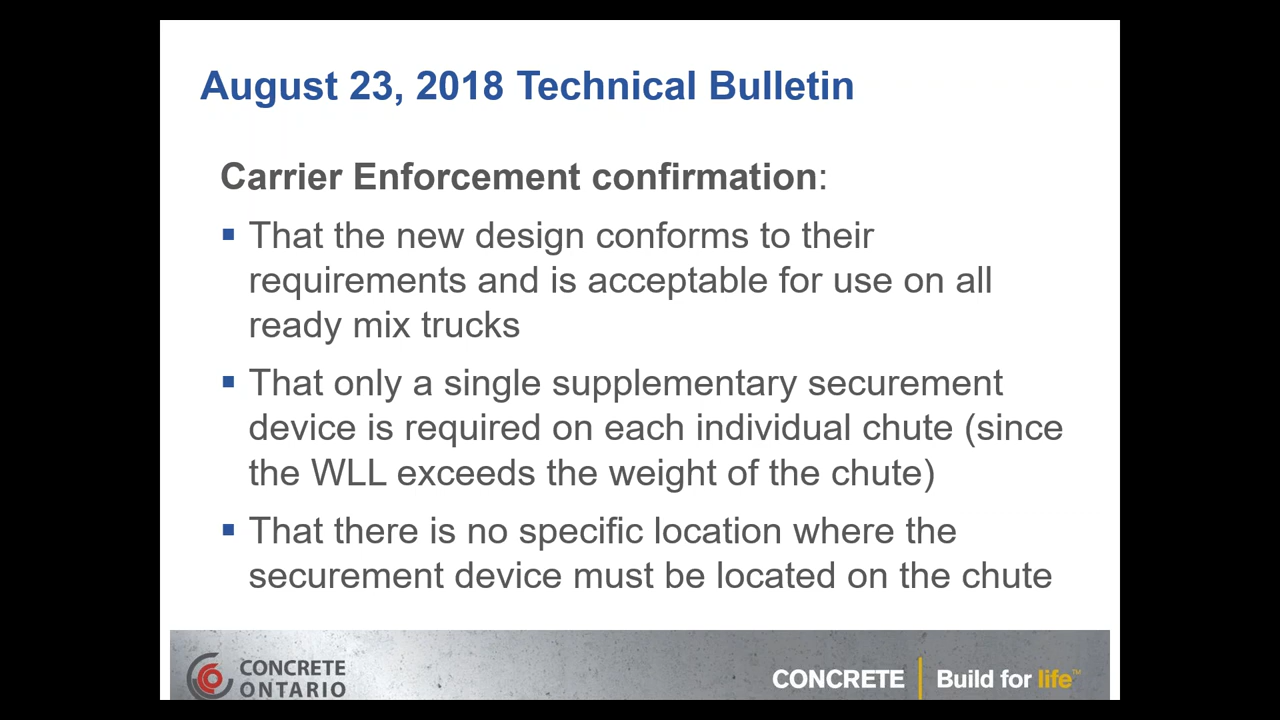 August 23, 2018 Technical Bulletin
Carrier Enforcement confirmation:
▪ That the new design conforms to their
requirements and is acceptable for use on all
ready mix trucks
▪ That only a single supplementary securement
device is required on each individual chute (since
the WLL exceeds the weight of the chute)
▪ That there is no specific location where the
securement device must be located on the chute
CONCRETE
ONTARIO
CONCRETE | Build for life™